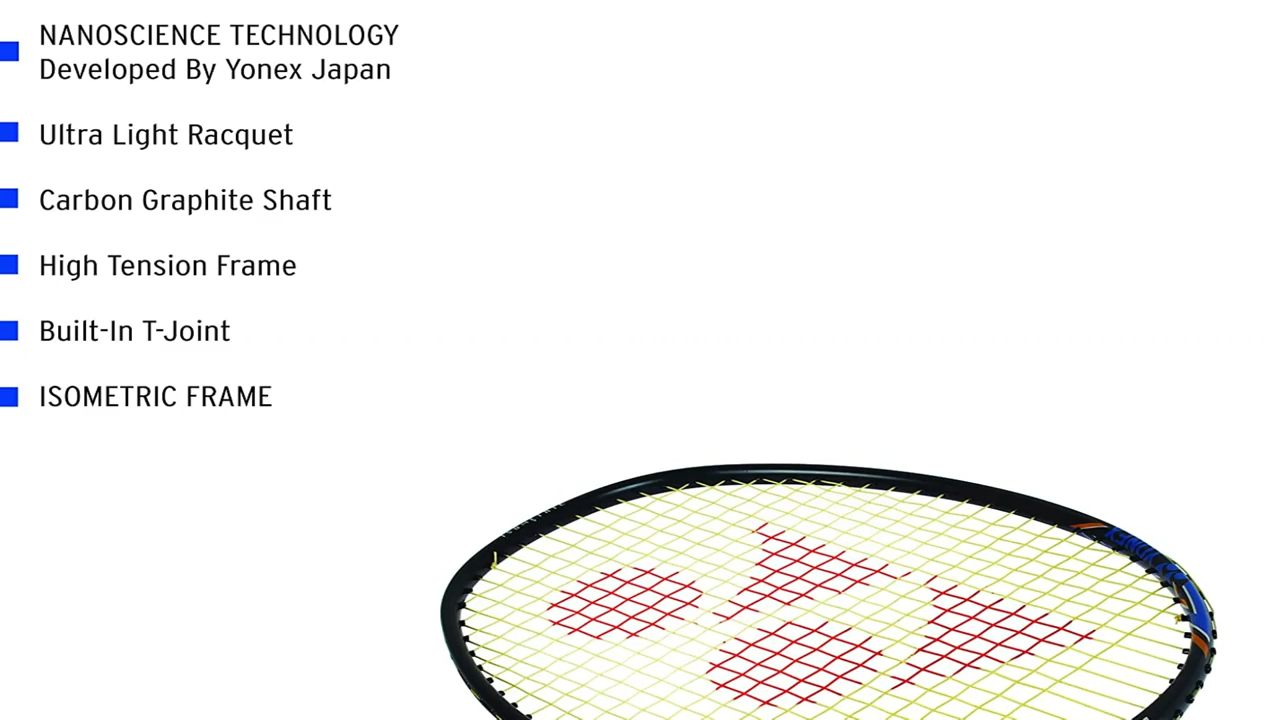 NANOSCIENCE TECHNOLOGY
Developed By Yonex Japan
Ultra Light Racquet
Carbon Graphite Shaft
High Tension Frame
Built-In T-Joint
ISOMETRIC FRAME
YONEX